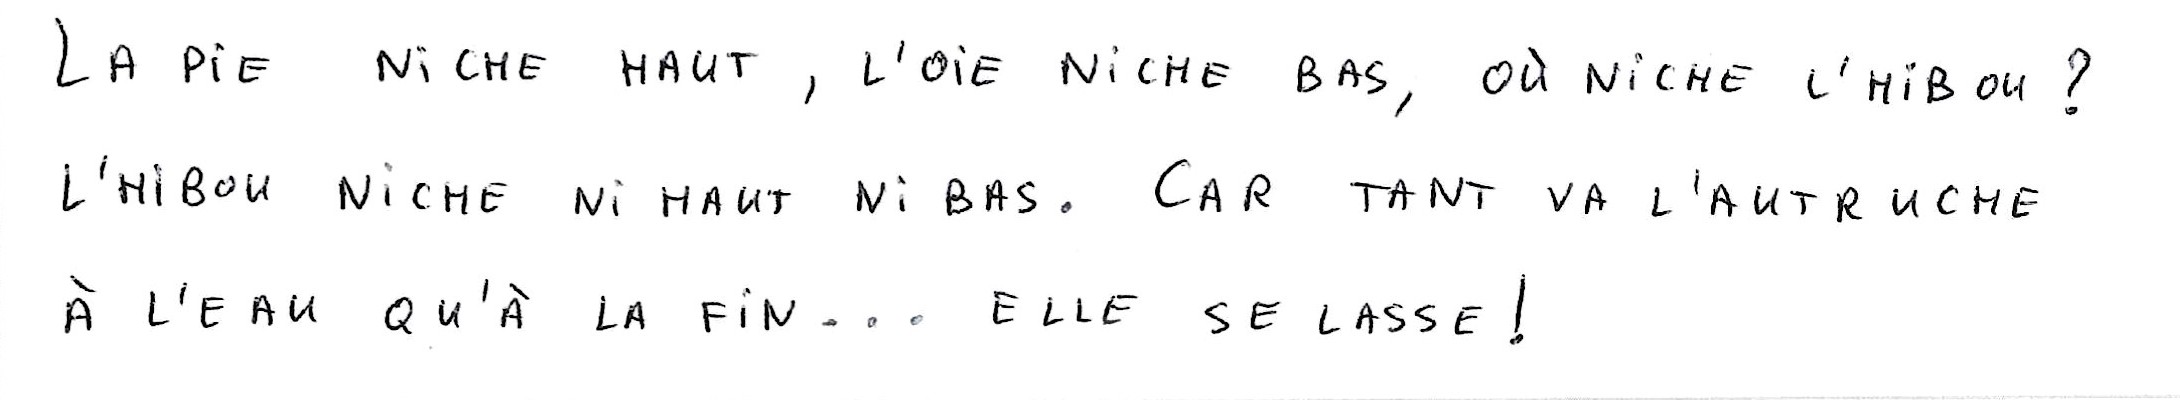 LA PiE NiCHE HAUT, L'OiE NiCHE BAS, OÙ NiCHE L'HiBOU ?
L'HiBOU NiCHE Ni HAUT Ni BAS. CAR TANT VA L'AUTRUCHE
À L'EAU QU'À LA FiN... ELLE SE LASSE !